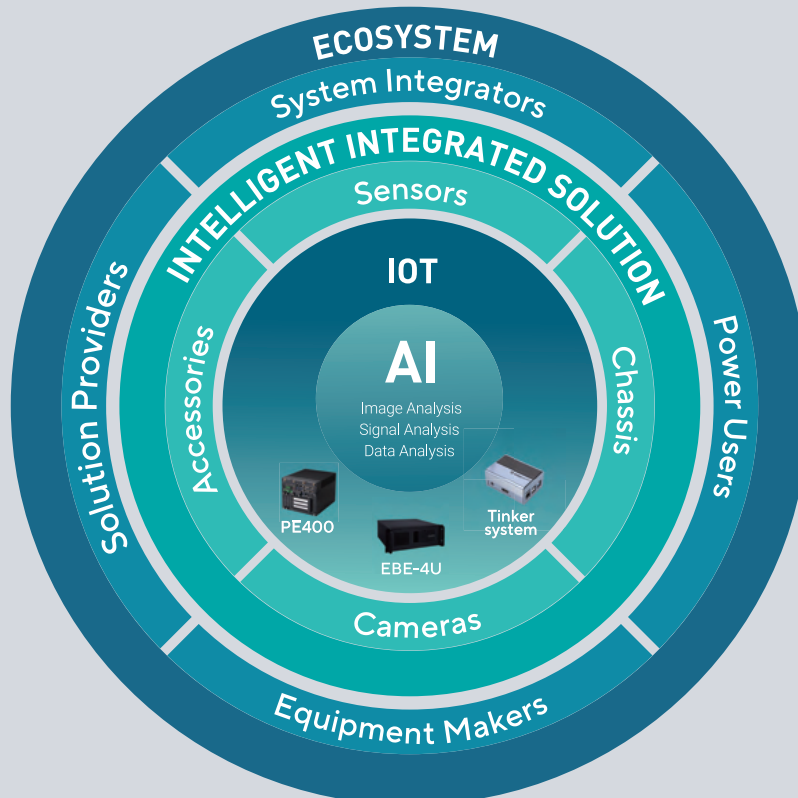 ECOSYSTEM
System Integrators
INTELLIGENT INTEGRATED SOLUTION
Sensors
IOT
AI
Image Analysis
Signal Analysis
Data Analysis
Solution Providers
Accessories
Chassis
Power Users
PE400
EBE-4U
Tinker
system
Cameras
Equipment Makers